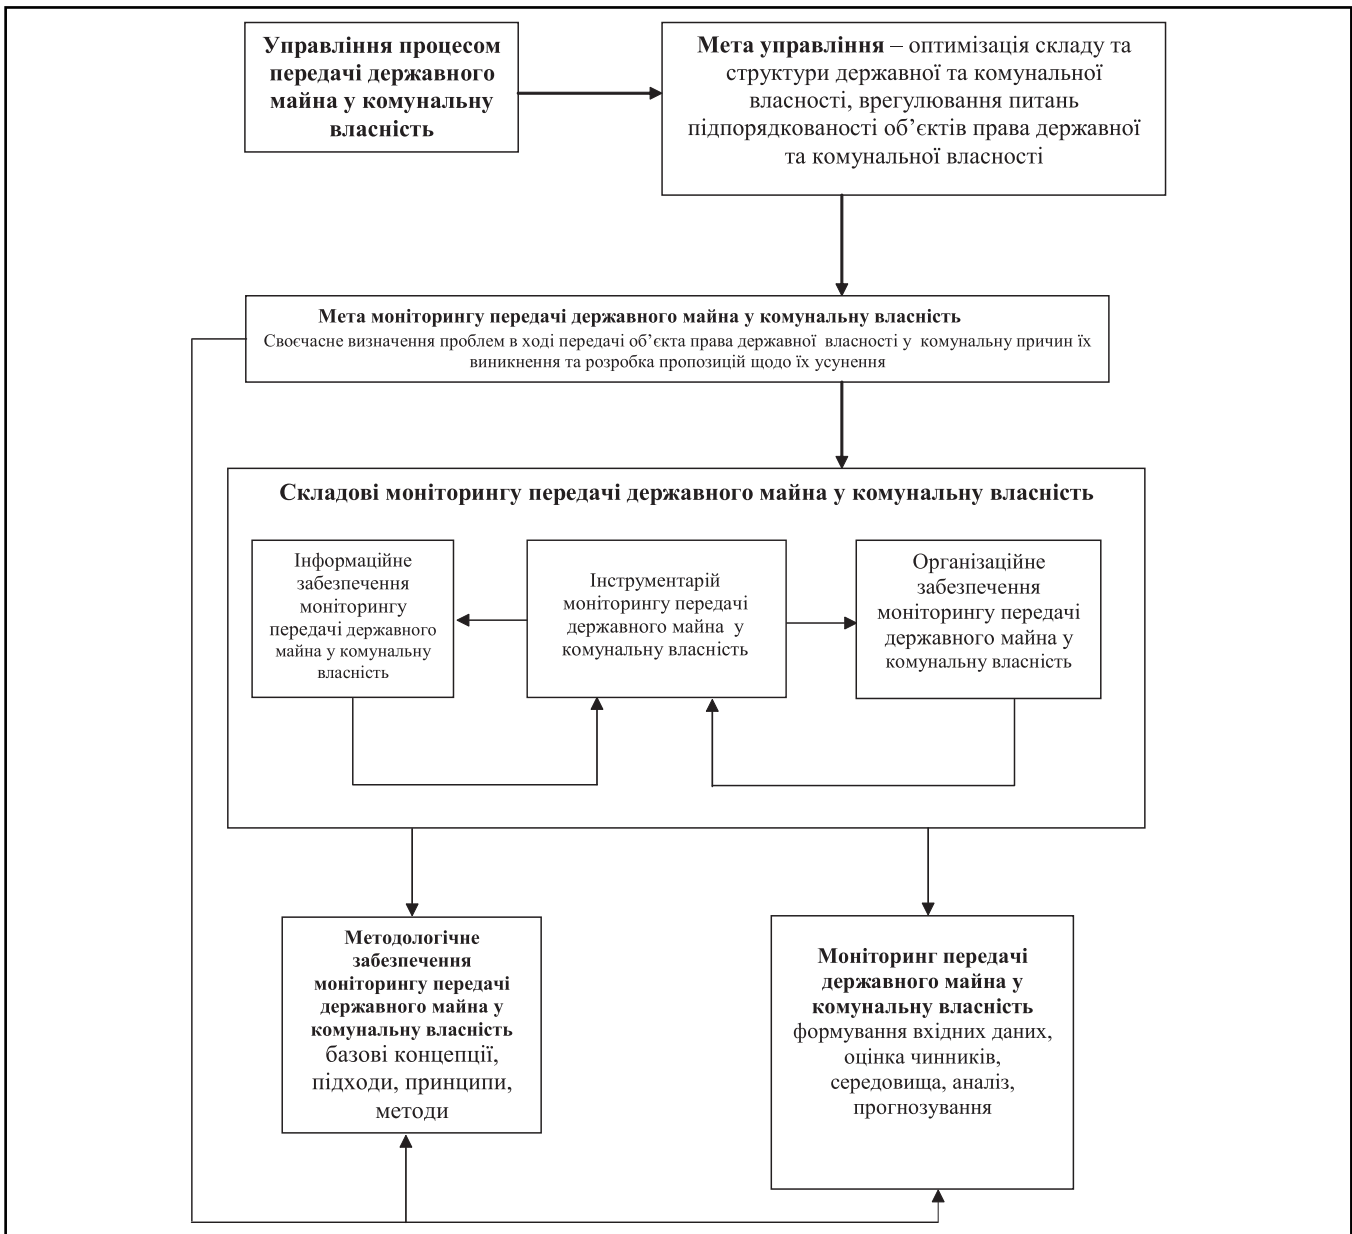 Управління процесом
передачі державного
майна у комунальну
власність
Мета управління – оптимізація складу та
структури державної та комунальної
власності, врегулювання питань
підпорядкованості об’єктів права державної
та комунальної власності
Мета моніторингу передачі державного майна у комунальну власність
Своєчасне визначення проблем в ході передачі об’єкта права державної власності у комунальну причин їх
виникнення та розробка пропозицій щодо їх усунення
Складові моніторингу передачі державного майна у комунальну власність
Інформаційне
забезпечення
моніторингу
передачі державного
майна у комунальну
власність
Інструментарій
моніторингу передачі
державного майна у
комунальну власність
Організаційне
забезпечення
моніторингу передачі
державного майна у
комунальну власність
Методологічне
забезпечення
моніторингу передачі
державного майна у
комунальну власність
базові концепції,
підходи, принципи,
методи
Моніторинг передачі
державного майна у
комунальну власність
формування вхідних даних,
оцінка чинників,
середовища, аналіз,
прогнозування